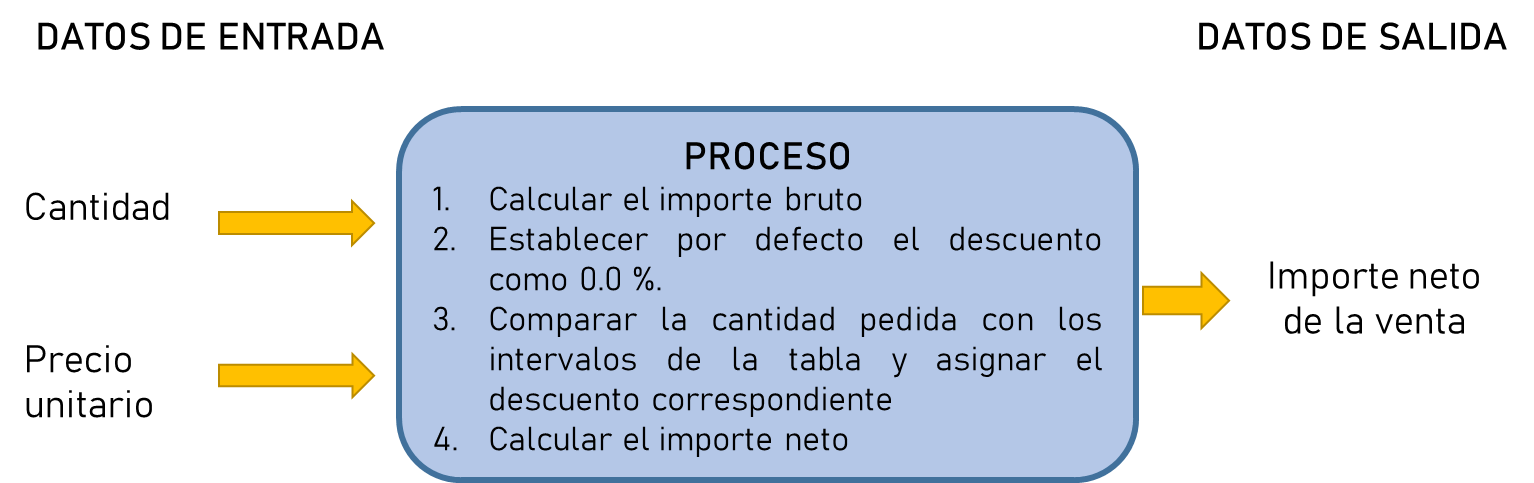 DATOS DE ENTRADA
DATOS DE SALIDA
Cantidad
Precio
unitario
PROCESO
1. Calcular el importe bruto
2. Establecer por defecto el descuento
como 0.0 %.
3. Comparar la cantidad pedida con los
intervalos de la tabla y asignar el
descuento correspondiente
4. Calcular el importe neto
Importe neto
de la venta